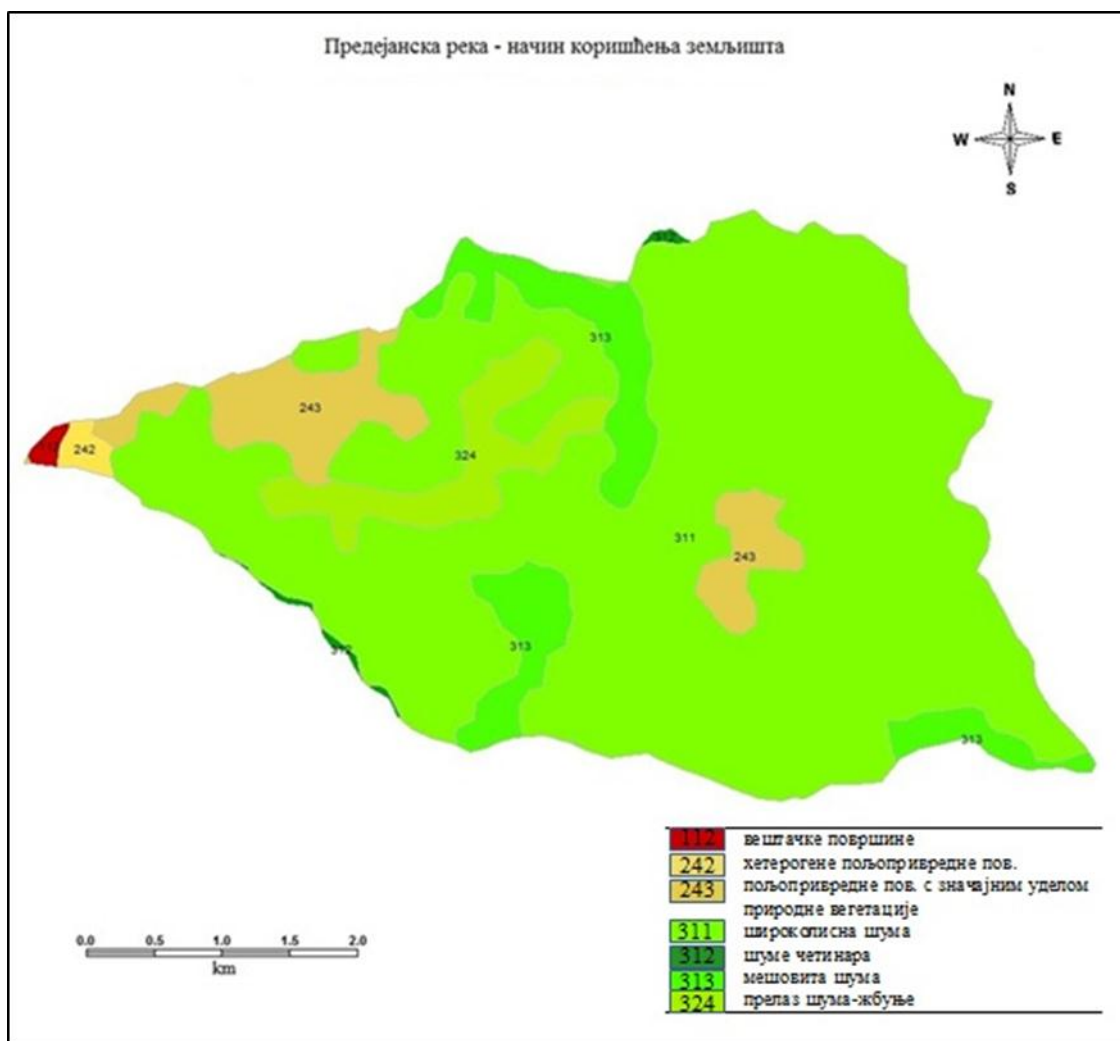 Предејанска река - начин коришћења земљишта
N
W E
S
313
243
242
324
311
243
313
312
313
112 вештачке површине
242 хетерогене пољопривредне пов.
243 пољопривредне пов. с значајним уделом
природне вегетације
311 широколисна шума
312 шуме четинара
313 мешовита шума
324 прелаз шума-жбуње
0.0 0.5 1.0 1.5 2.0
km